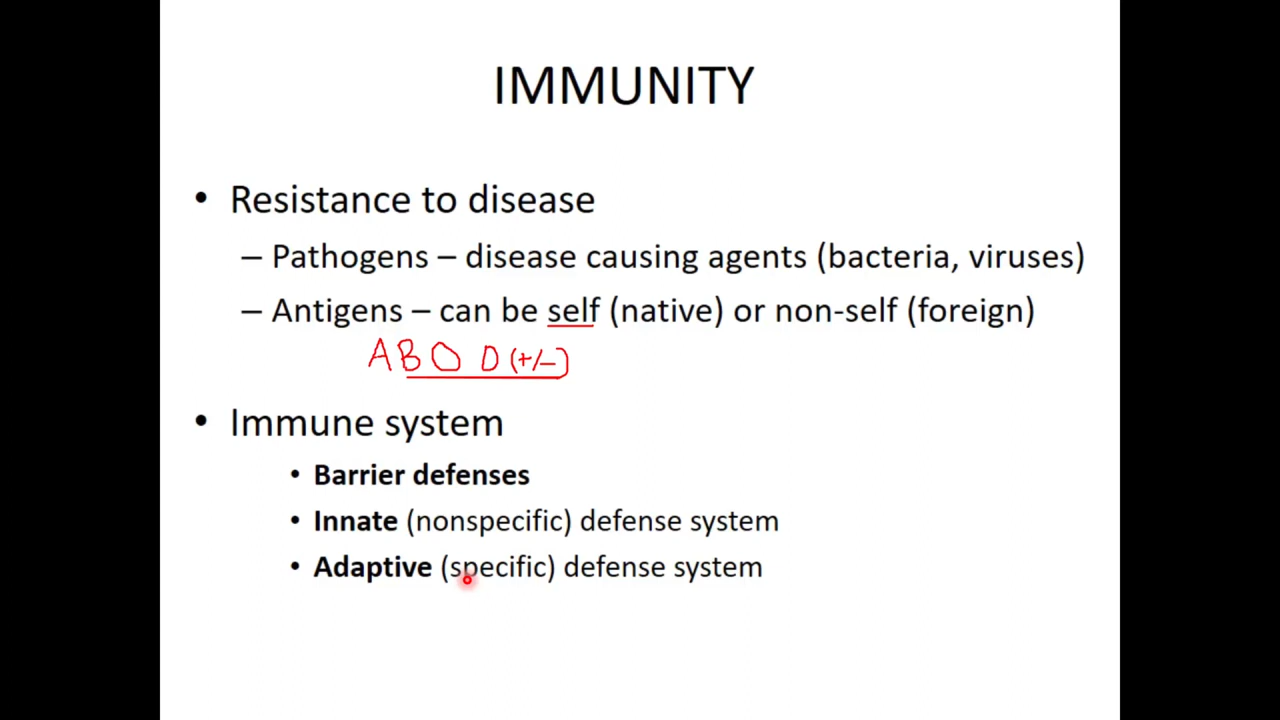 IMMUNITY
• Resistance to disease
– Pathogens – disease causing agents (bacteria, viruses)
– Antigens – can be self (native) or non-self (foreign)
A B O D (+/–)
• Immune system
• Barrier defenses
• Innate (nonspecific) defense system
• Adaptive (specific) defense system